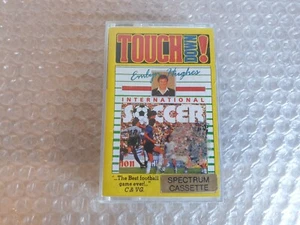 TOUCH
DOWN!
Emlyn Hughes
INTERNATIONAL
SOCCER
"...The Best football
game ever!..."
C & VG.
SPECTRUM
CASSETTE